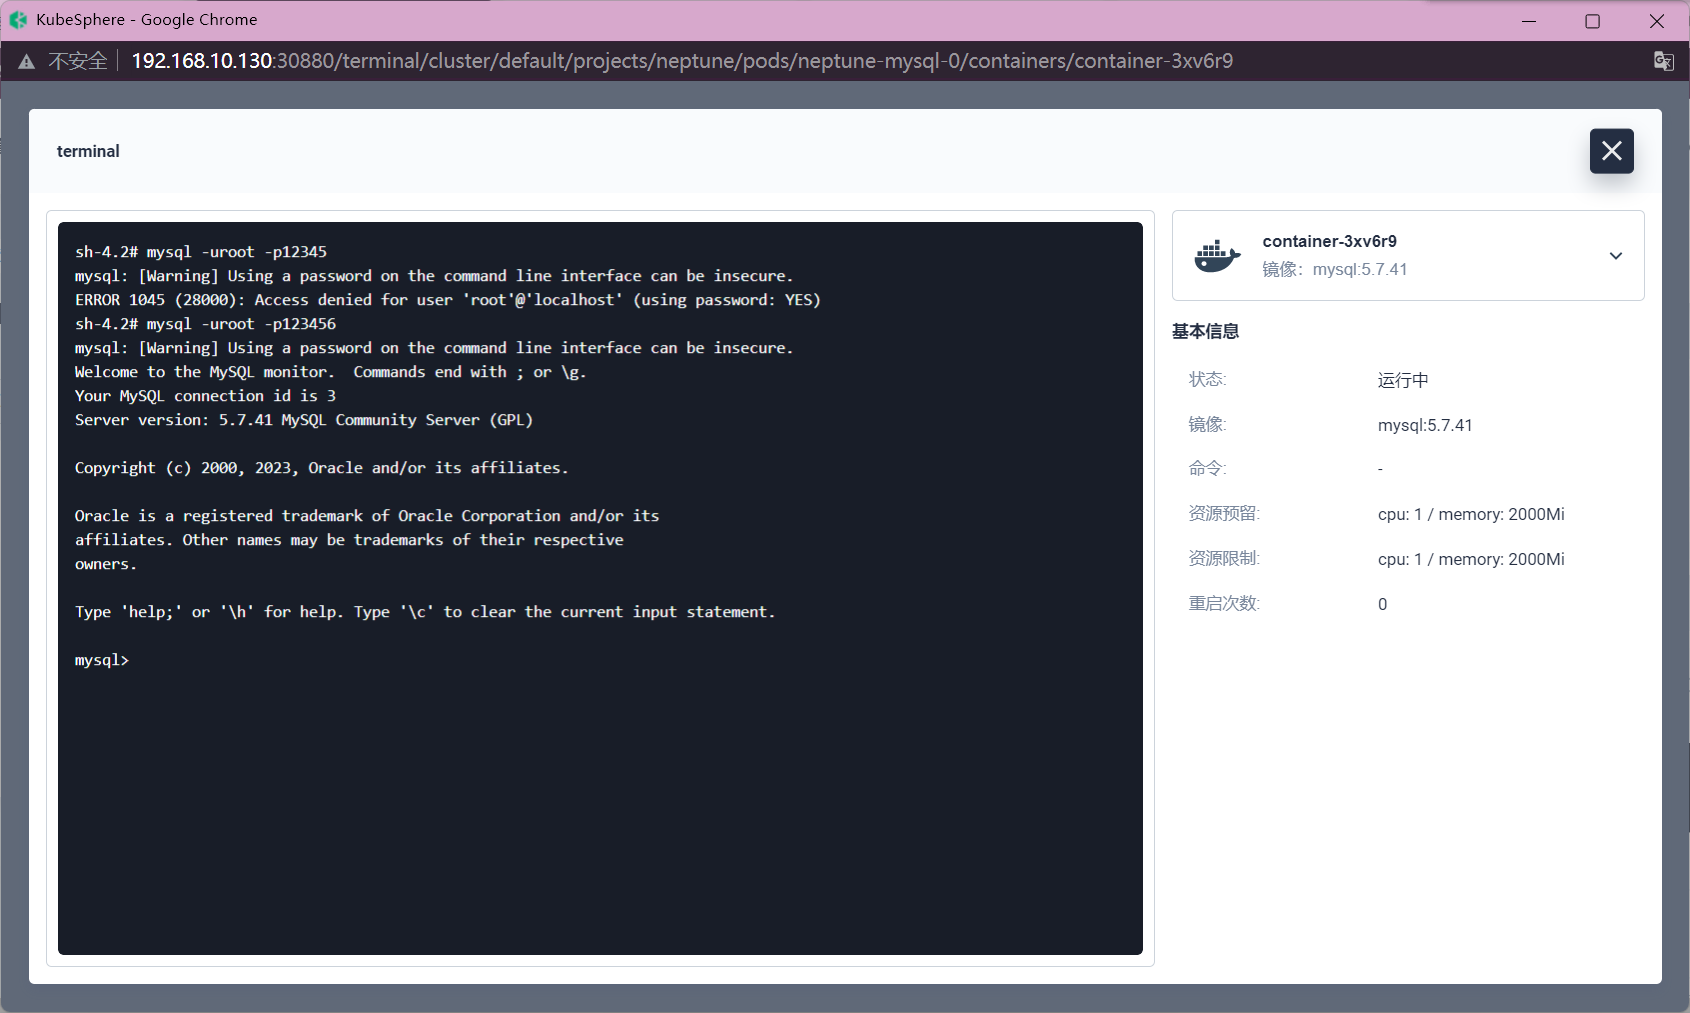 KubeSphere - Google Chrome
不安全 192.168.10.130:30880/terminal/cluster/default/projects/neptune/pods/neptune-mysql-0/containers/container-3xv6r9
terminal
sh-4.2# mysql -uroot -p12345
mysql: [Warning] Using a password on the command line interface can be insecure.
ERROR 1045 (28000): Access denied for user 'root'@'localhost' (using password: YES)
sh-4.2# mysql -uroot -p123456
mysql: [Warning] Using a password on the command line interface can be insecure.
Welcome to the MySQL monitor.  Commands end with ; or \g.
Your MySQL connection id is 3
Server version: 5.7.41 MySQL Community Server (GPL)
Copyright (c) 2000, 2023, Oracle and/or its affiliates.
Oracle is a registered trademark of Oracle Corporation and/or its
affiliates. Other names may be trademarks of their respective
owners.
Type 'help;' or '\h' for help. Type '\c' to clear the current input statement.
mysql>
container-3xv6r9
镜像：mysql:5.7.41
基本信息
状态: 运行中
镜像: mysql:5.7.41
命令: -
资源预留: cpu: 1 / memory: 2000Mi
资源限制: cpu: 1 / memory: 2000Mi
重启次数: 0